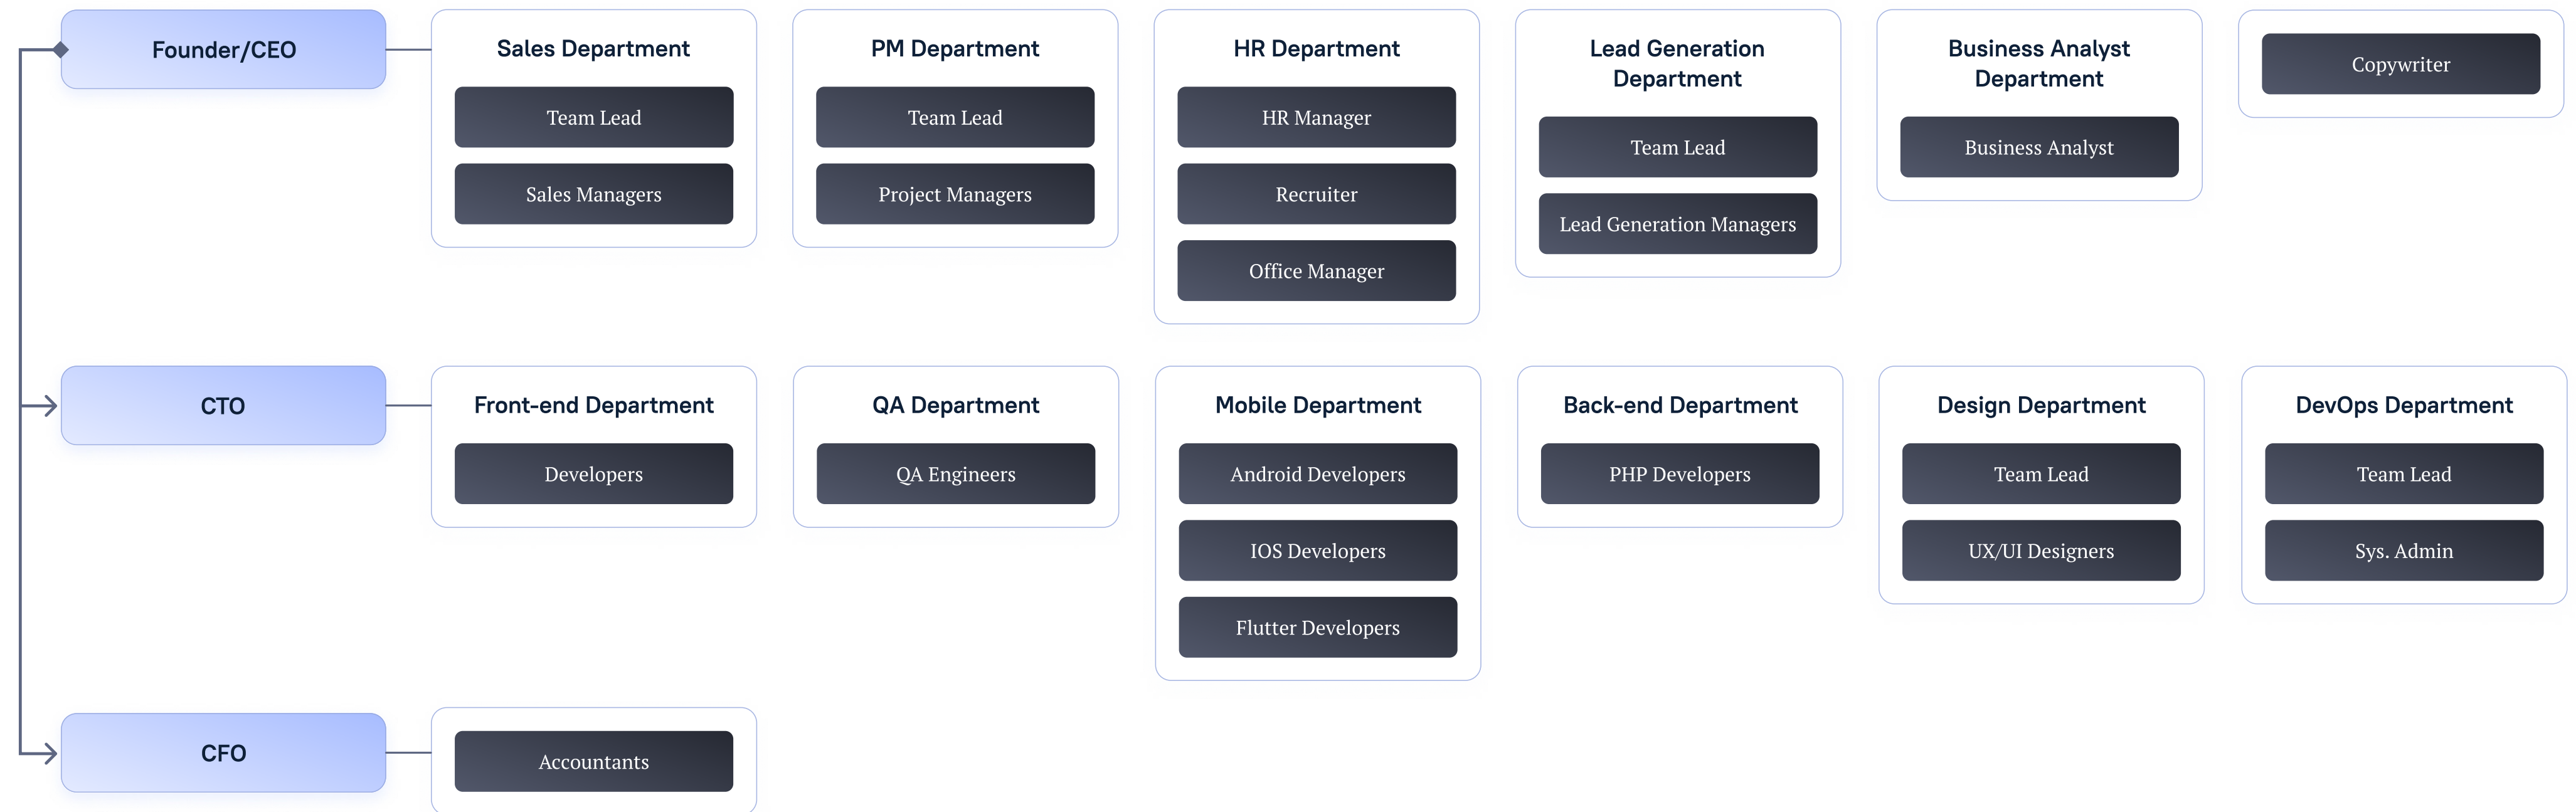 Founder/CEO
Sales Department
Team Lead
Sales Managers
PM Department
Team Lead
Project Managers
HR Department
HR Manager
Recruiter
Office Manager
Lead Generation
Department
Team Lead
Lead Generation Managers
Business Analyst
Department
Business Analyst
Copywriter
CTO
Front-end Department
Developers
QA Department
QA Engineers
Mobile Department
Android Developers
IOS Developers
Flutter Developers
Back-end Department
PHP Developers
Design Department
Team Lead
UX/UI Designers
DevOps Department
Team Lead
Sys. Admin
CFO
Accountants